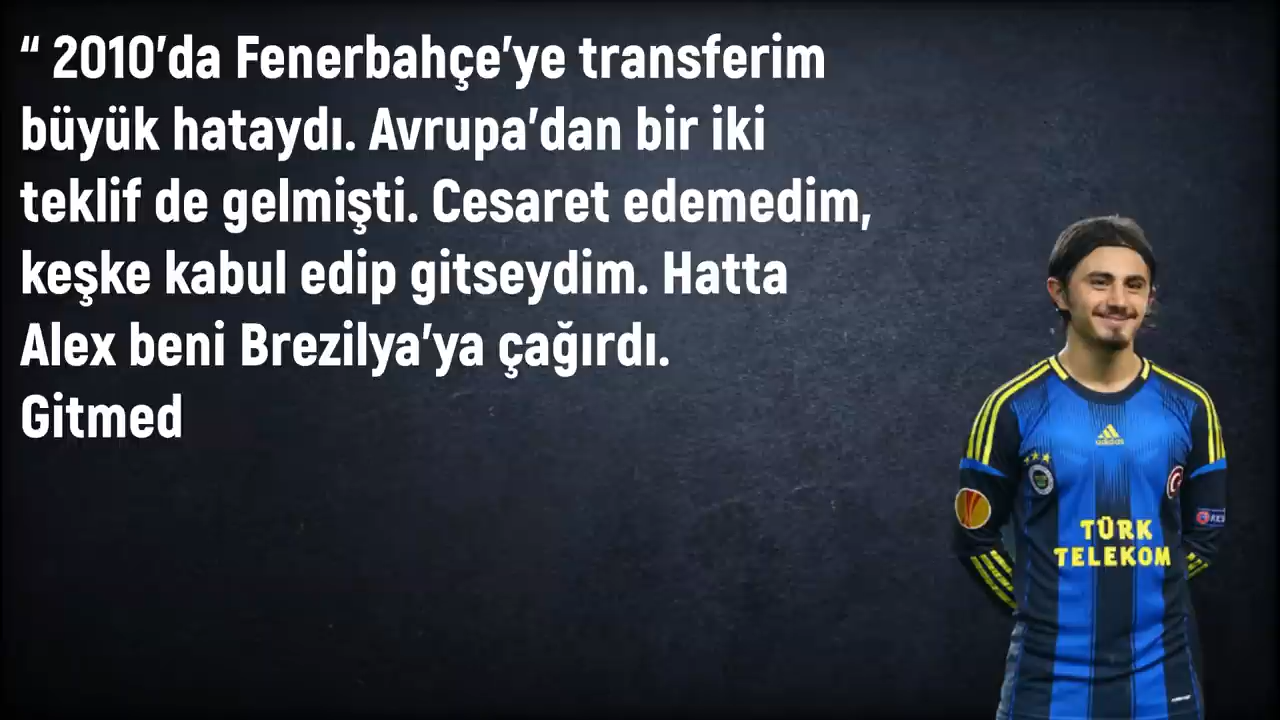 “ 2010’da Fenerbahçe’ye transferim
büyük hataydı. Avrupa’dan bir iki
teklif de gelmişti. Cesaret edemedim,
keşke kabul edip gitseydim. Hatta
Alex beni Brezilya’ya çağırdı.
Gitmed
adidas
TÜRK
TELEKOM